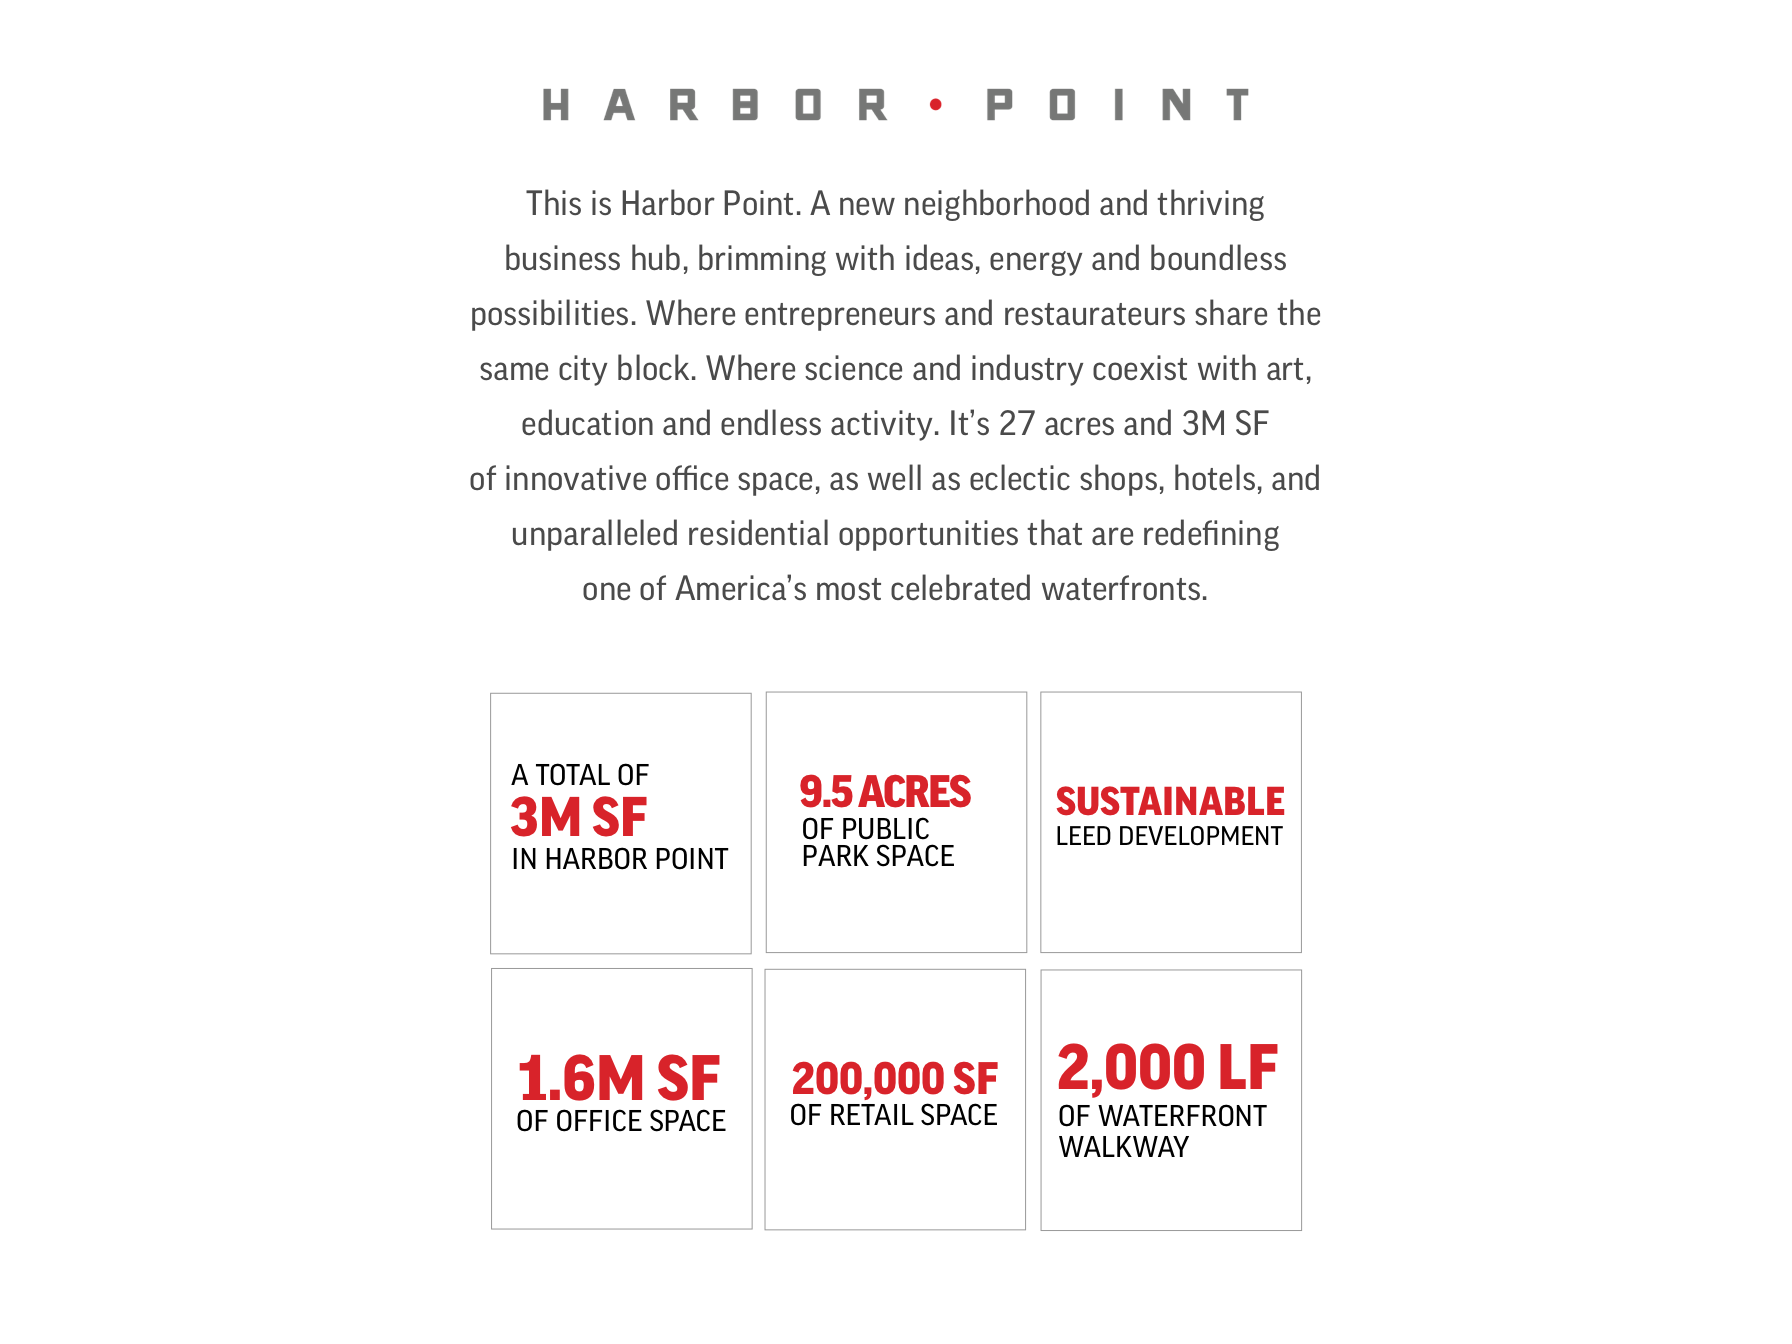 HARBOR • POINT
This is Harbor Point. A new neighborhood and thriving
business hub, brimming with ideas, energy and boundless
possibilities. Where entrepreneurs and restaurateurs share the
same city block. Where science and industry coexist with art,
education and endless activity. It’s 27 acres and 3M SF
of innovative office space, as well as eclectic shops, hotels, and
unparalleled residential opportunities that are redefining
one of America’s most celebrated waterfronts.
A TOTAL OF
3M SF
IN HARBOR POINT
9.5 ACRES
OF PUBLIC
PARK SPACE
SUSTAINABLE
LEED DEVELOPMENT
1.6M SF
OF OFFICE SPACE
200,000 SF
OF RETAIL SPACE
2,000 LF
OF WATERFRONT
WALKWAY